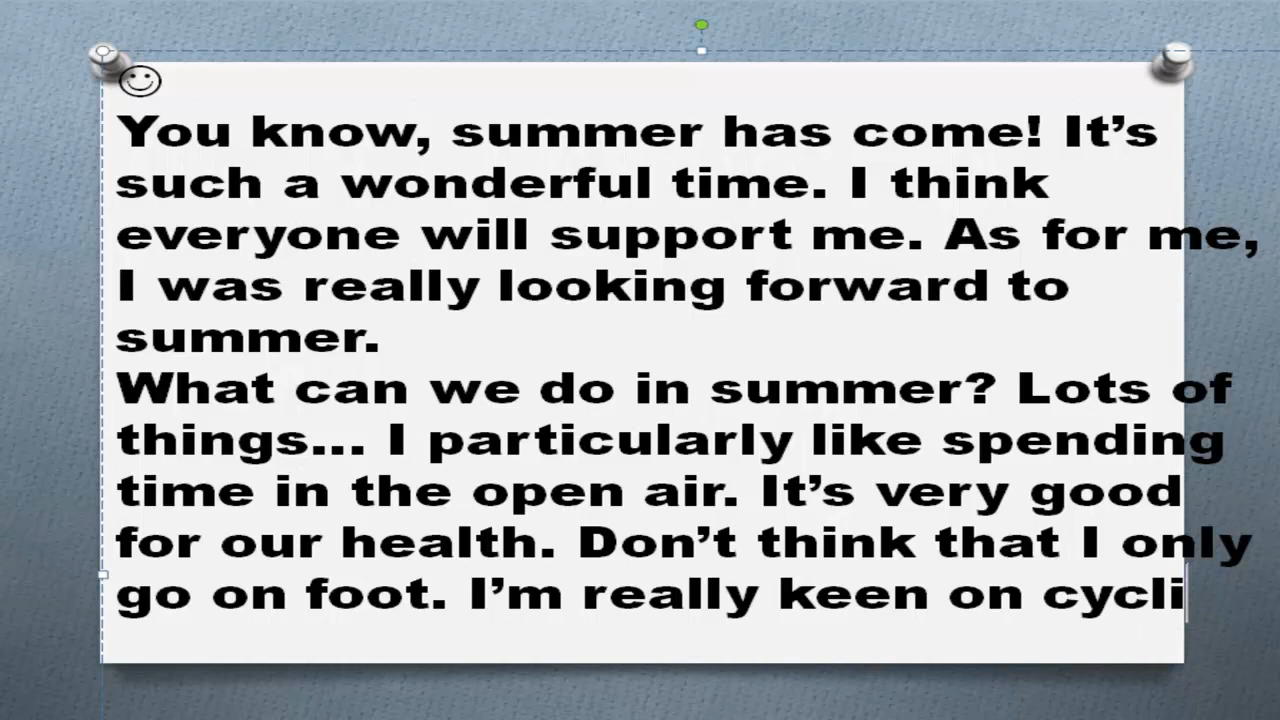 You know, summer has come! It’s
such a wonderful time. I think
everyone will support me. As for me,
I was really looking forward to
summer.
What can we do in summer? Lots of
things... I particularly like spending
time in the open air. It’s very good
for our health. Don’t think that I only
go on foot. I’m really keen on cycli